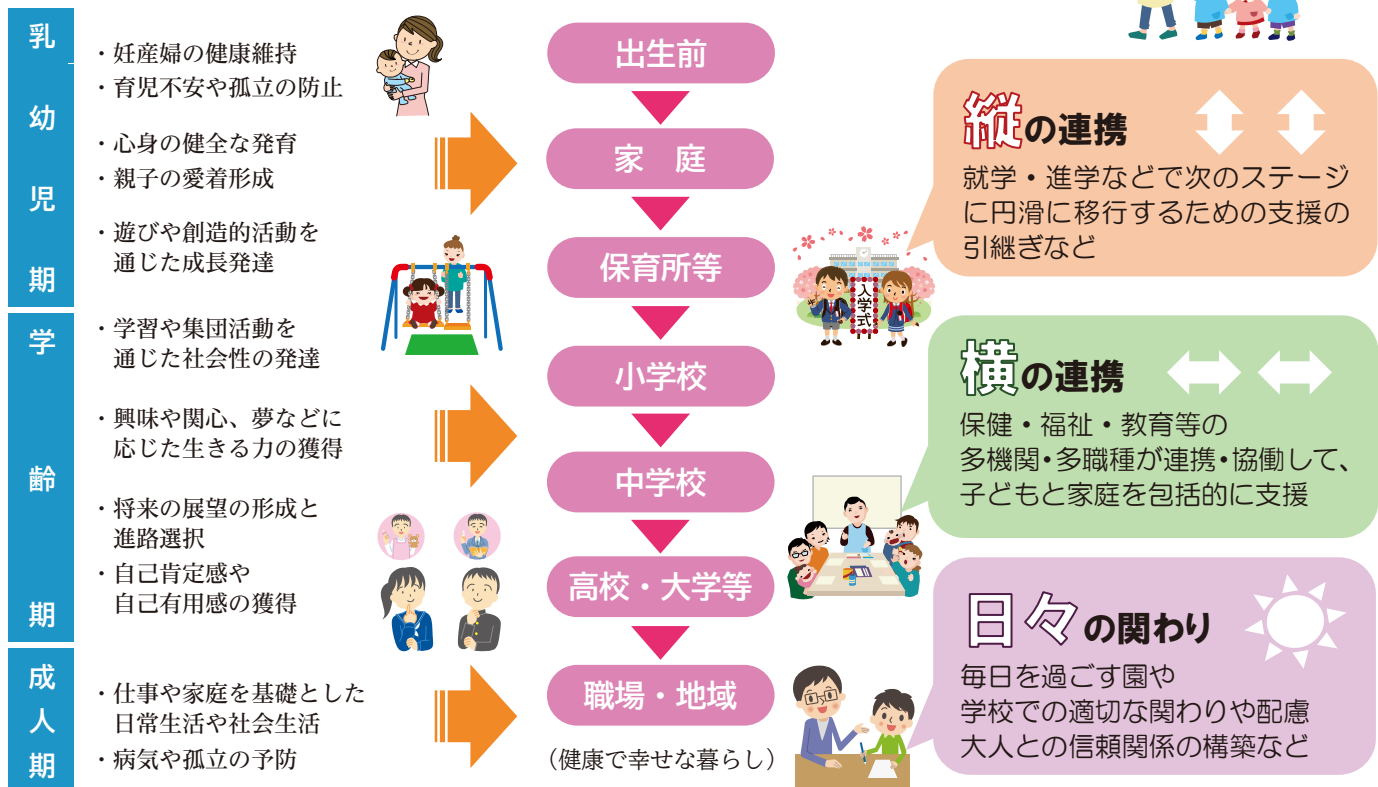 乳幼児期
・妊産婦の健康維持
・育児不安や孤立の防止
・心身の健全な発育
・親子の愛着形成
・遊びや創造的活動を
通じた成長発達
学齢期
・学習や集団活動を
通じた社会性の発達
・興味や関心、夢などに
応じた生きる力の獲得
・将来の展望の形成と
進路選択
・自己肯定感や
自己有用感の獲得
成人期
・仕事や家庭を基礎とした
日常生活や社会生活
・病気や孤立の予防
出生前
家　庭
保育所等
小学校
中学校
高校・大学等
職場・地域
（健康で幸せな暮らし）
入学式
縦の連携
就学・進学などで次のステージ
に円滑に移行するための支援の
引継ぎなど
横の連携
保健・福祉・教育等の
多機関・多職種が連携・協働して、
子どもと家庭を包括的に支援
日々の関わり
毎日を過ごす園や
学校での適切な関わりや配慮
大人との信頼関係の構築など